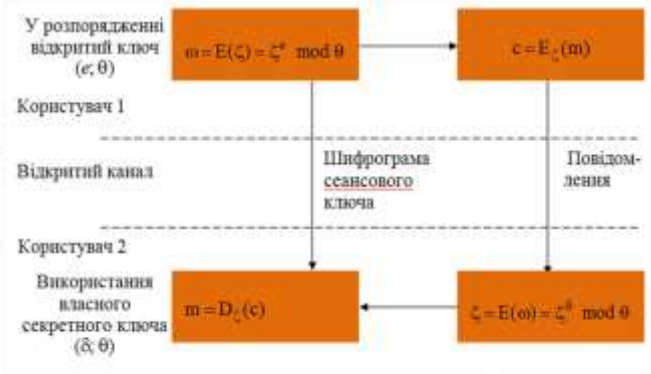 У розпорядженні
відкритий ключ
(e; θ)
ω = E(ζ) = ζᵉ mod θ
c = E_ζ(m)
Користувач 1
Відкритий канал
Шифрограма
сеансового
ключа
Повідом-
лення
Користувач 2
Використання
власного
секретного ключа
(δ; θ)
m = D_ζ(c)
ζ = E(ω) = ζ^θ mod θ